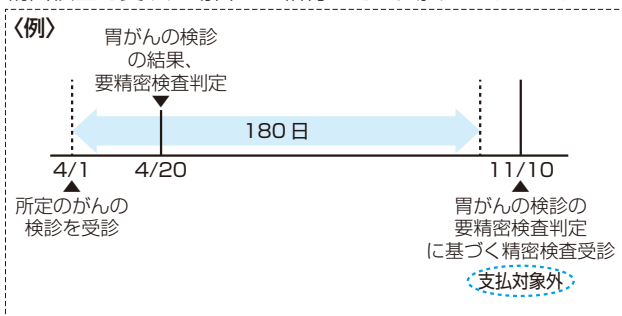 〈例〉
胃がんの検診
の結果、
要精密検査判定
180日
4/1
4/20
11/10
所定のがんの
検診を受診
胃がんの検診の
要精密検査判定
に基づく精密検査受診
支払対象外